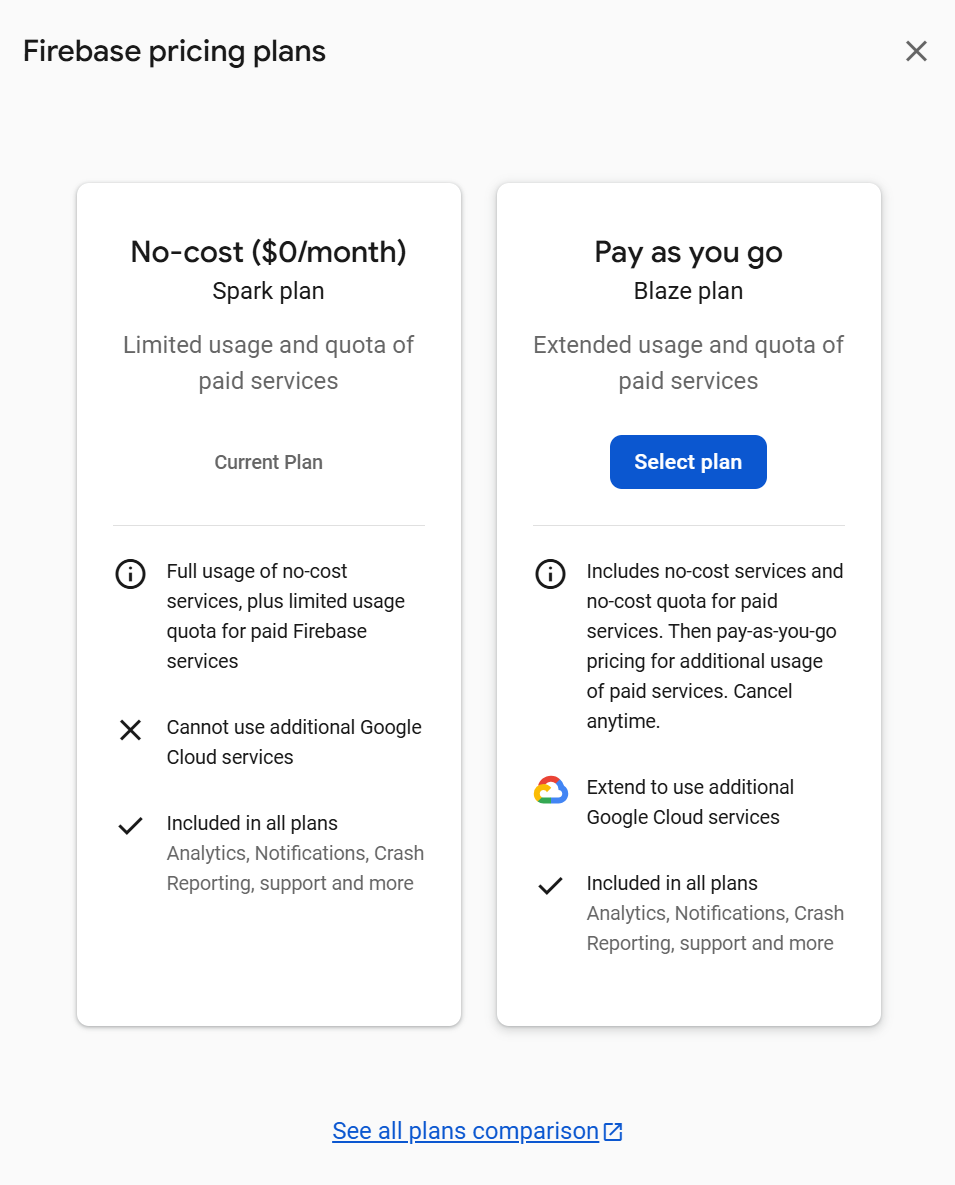 Firebase pricing plans
No-cost ($0/month)
Spark plan
Limited usage and quota of
paid services
Current Plan
Full usage of no-cost
services, plus limited usage
quota for paid Firebase
services
Cannot use additional Google
Cloud services
Included in all plans
Analytics, Notifications, Crash
Reporting, support and more
Pay as you go
Blaze plan
Extended usage and quota of
paid services
Select plan
Includes no-cost services and
no-cost quota for paid
services. Then pay-as-you-go
pricing for additional usage
of paid services. Cancel
anytime.
Extend to use additional
Google Cloud services
Included in all plans
Analytics, Notifications, Crash
Reporting, support and more
See all plans comparison